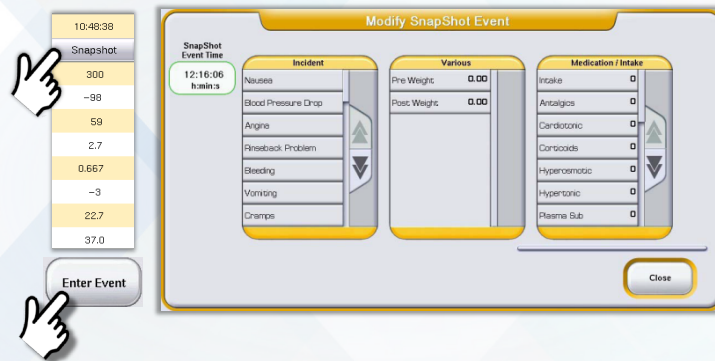 10:48:38
Snapshot
300
−98
59
2.7
0.667
−3
22.7
37.0
Enter Event
Modify SnapShot Event
SnapShot
Event Time
12:16:06
h:min:s
Incident
Nausea
Blood Pressure Drop
Angina
Rinseback Problem
Bleeding
Vomiting
Cramps
Various
Pre Weight 0.00
Post Weight 0.00
Medication / Intake
Intake 0
Antalgics 0
Cardiotonic 0
Corticoids 0
Hyperosmotic 0
Hypertonic 0
Plasma Sub 0
Close